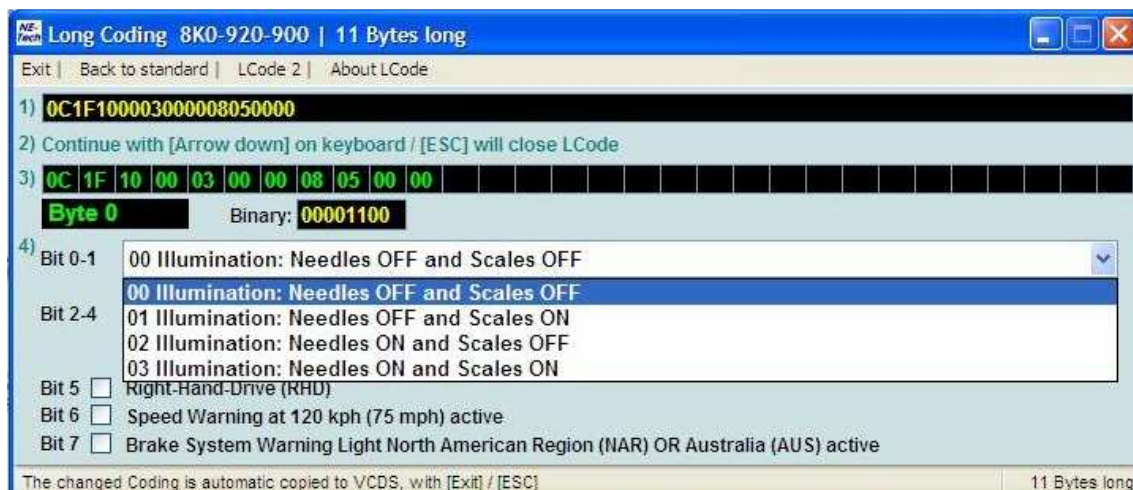 NE-Tech Long Coding 8K0-920-900 | 11 Bytes long
Exit | Back to standard | LCode 2 | About LCode
1) 0C1F100003000008050000
2) Continue with [Arrow down] on keyboard / [ESC] will close LCode
3) 0C 1F 10 00 03 00 00 08 05 00 00
Byte 0 Binary: 00001100
4) Bit 0-1 00 Illumination: Needles OFF and Scales OFF
00 Illumination: Needles OFF and Scales OFF
Bit 2-4 01 Illumination: Needles OFF and Scales ON
02 Illumination: Needles ON and Scales OFF
03 Illumination: Needles ON and Scales ON
Bit 5 Right-Hand-Drive (RHD)
Bit 6 Speed Warning at 120 kph (75 mph) active
Bit 7 Brake System Warning Light North American Region (NAR) OR Australia (AUS) active
The changed Coding is automatic copied to VCDS, with [Exit] / [ESC] 11 Bytes long